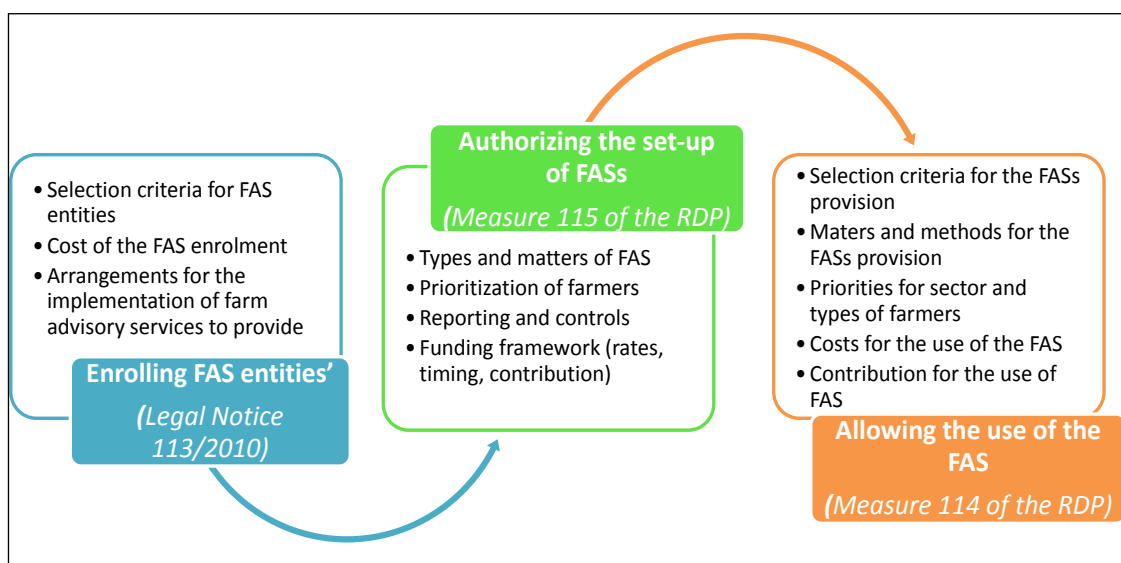 • Selection criteria for FAS
entities
• Cost of the FAS enrolment
• Arrangements for the
implementation of farm
advisory services to provide
Enrolling FAS entities’
(Legal Notice
113/2010)
Authorizing the set-up
of FASs
(Measure 115 of the RDP)
• Types and matters of FAS
• Prioritization of farmers
• Reporting and controls
• Funding framework (rates,
timing, contribution)
• Selection criteria for the FASs
provision
• Maters and methods for the
FASs provision
• Priorities for sector and
types of farmers
• Costs for the use of the FAS
• Contribution for the use of
FAS
Allowing the use of the
FAS
(Measure 114 of the RDP)